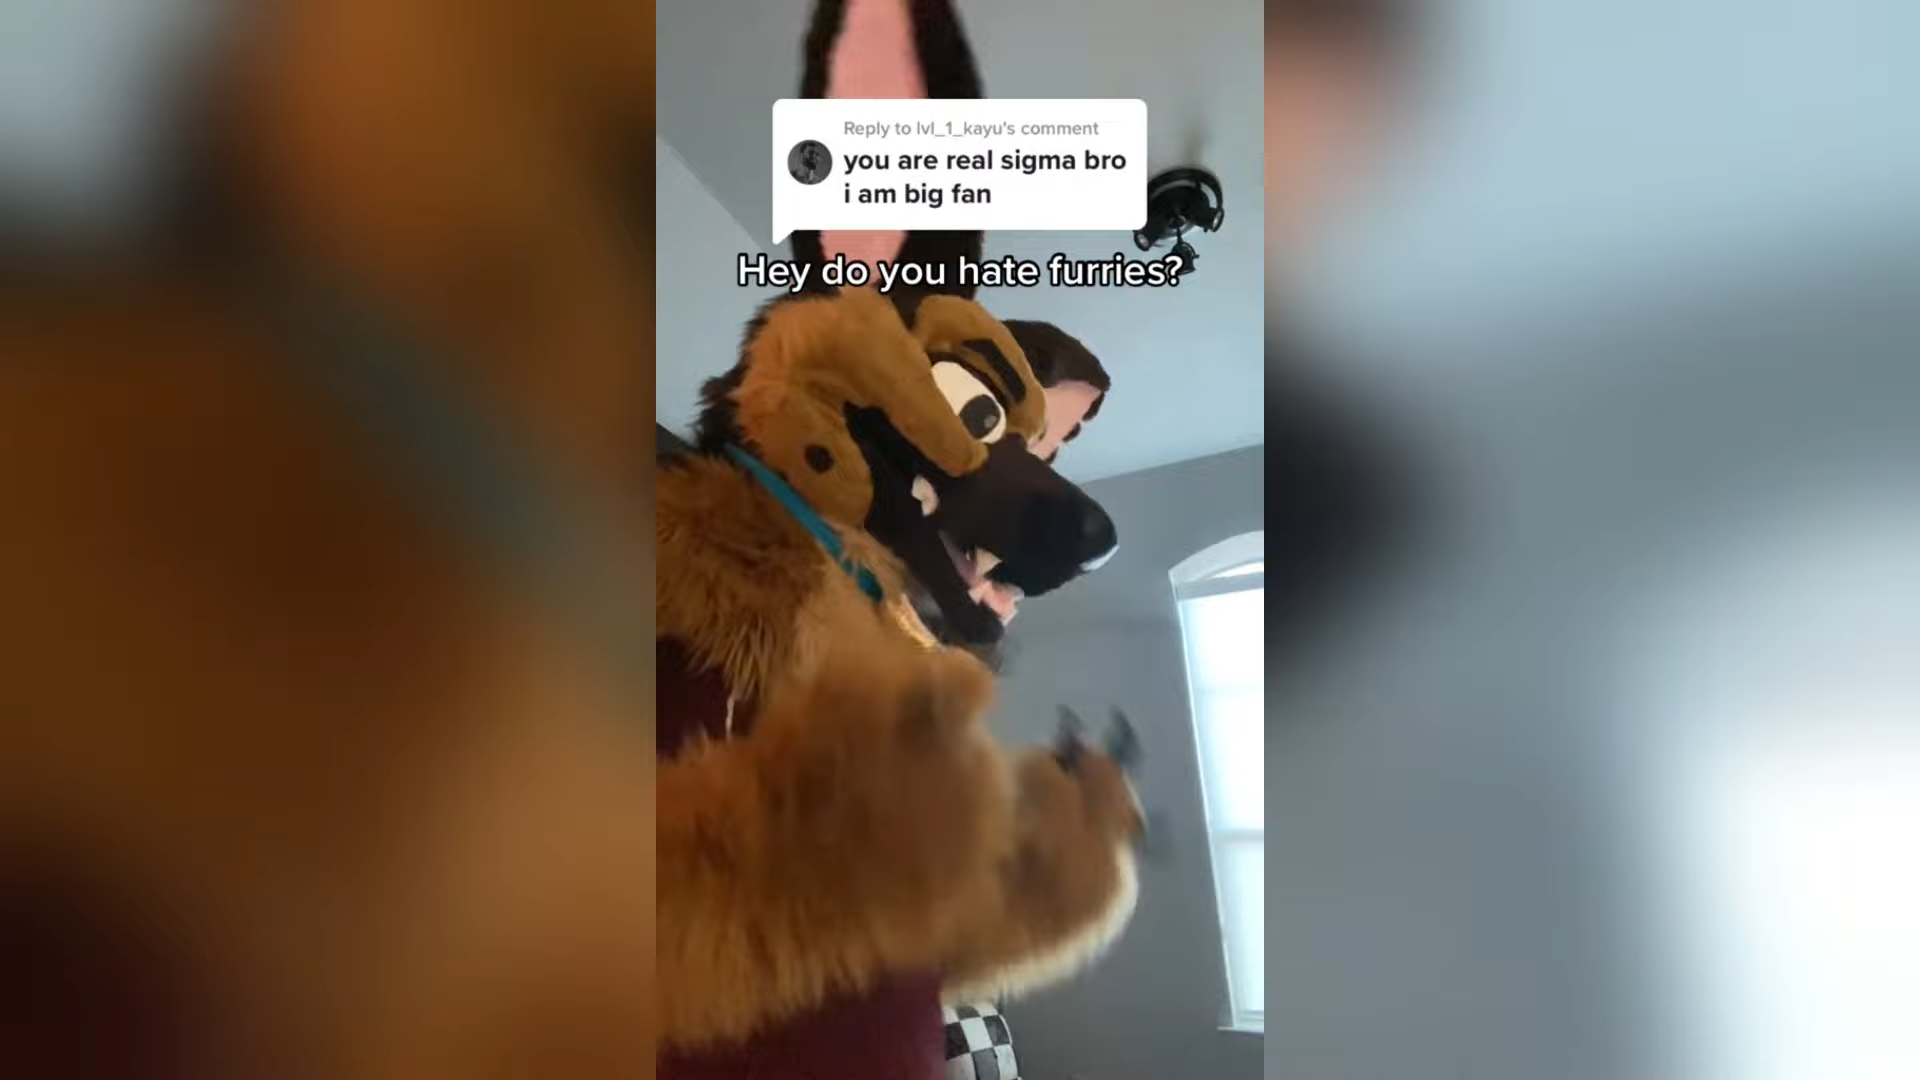 Reply to lvl_1_kayu's comment
you are real sigma bro
i am big fan
Hey do you hate furries?